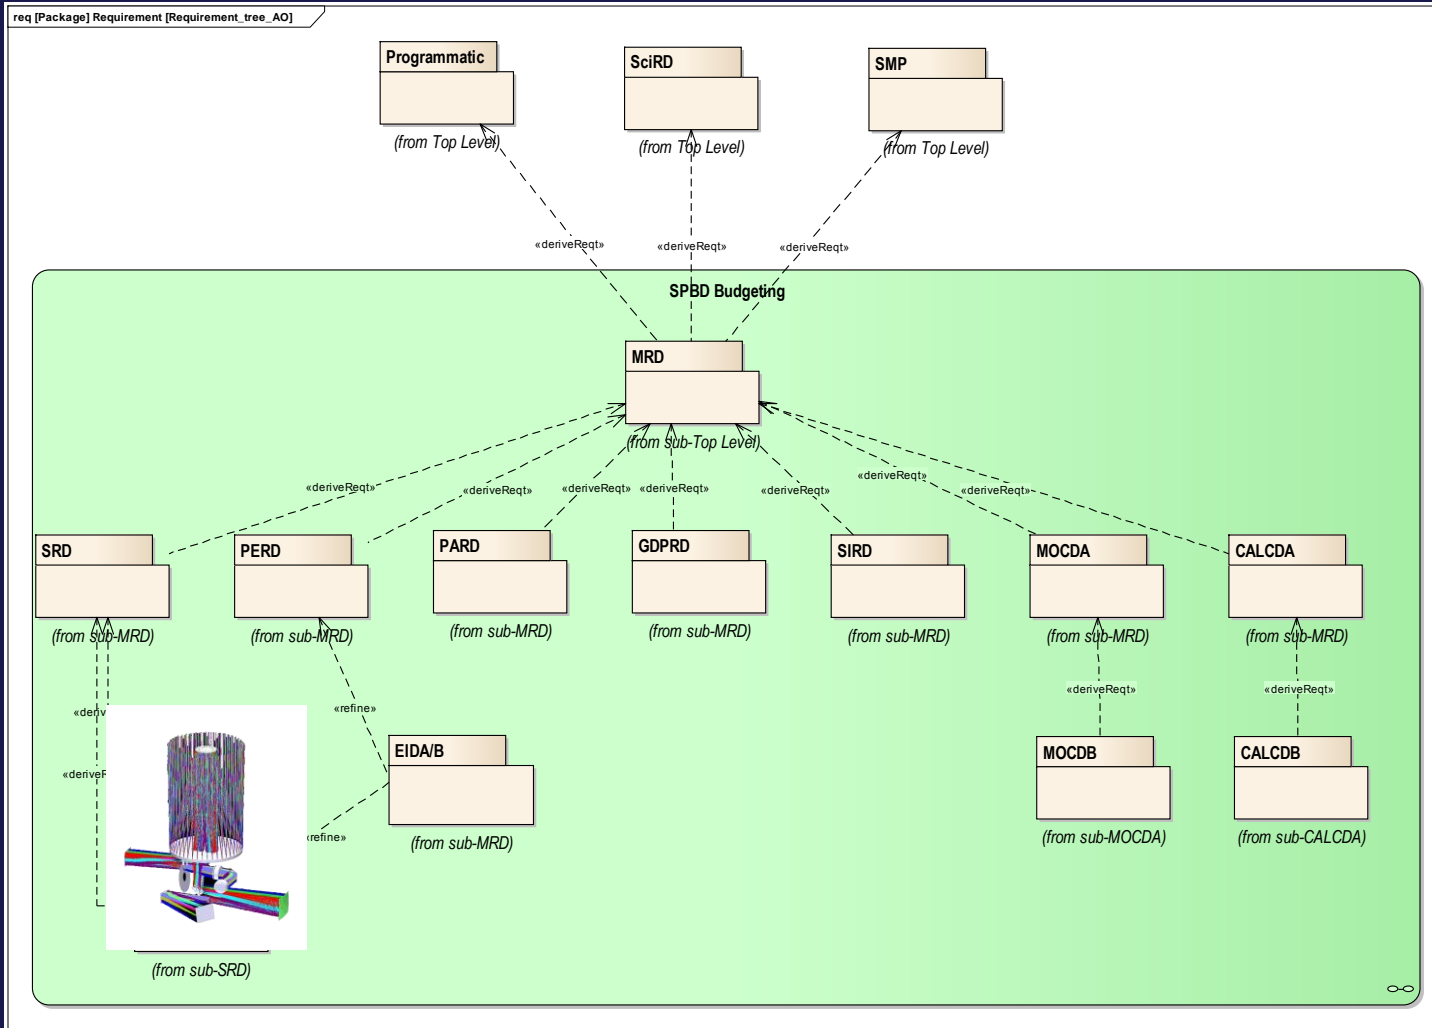 req [Package] Requirement [Requirement_tree_AO]
Programmatic
SciRD
SMP
(from Top Level)
(from Top Level)
(from Top Level)
«deriveReqt»
«deriveReqt»
«deriveReqt»
SPBD Budgeting
MRD
(from sub-Top Level)
«deriveReqt»
«deriveReqt»
«deriveReqt»
«deriveReqt»
«deriveReqt»
«deriveReqt»
«deriveReqt»
SRD
PERD
PARD
GDPRD
SIRD
MOCDA
CALCDA
(from sub-MRD)
(from sub-MRD)
(from sub-MRD)
(from sub-MRD)
(from sub-MRD)
(from sub-MRD)
(from sub-MRD)
«deriveReqt»
«deriveReqt»
«refine»
EIDA/B
MOCDB
CALCDB
«refine»
(from sub-MRD)
(from sub-MOCDA)
(from sub-CALCDA)
(from sub-SRD)